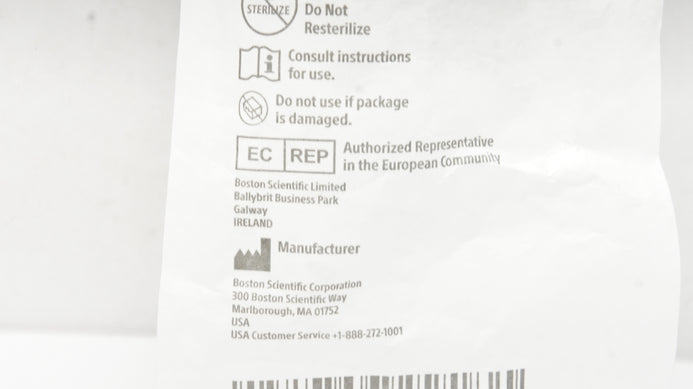 STERILIZE
Do Not
Resterilize
Consult instructions
for use.
Do not use if package
is damaged.
EC REP
Authorized Representative
in the European Community
Boston Scientific Limited
Ballybrit Business Park
Galway
IRELAND
Manufacturer
Boston Scientific Corporation
300 Boston Scientific Way
Marlborough, MA 01752
USA
USA Customer Service +1-888-272-1001